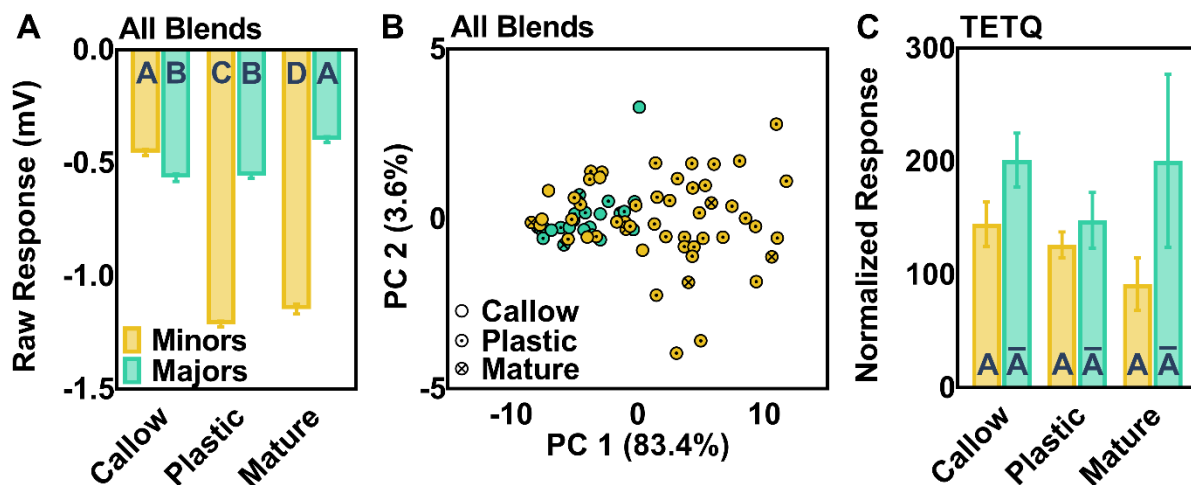 A All Blends
Raw Response (mV)
0.0
-0.5
-1.0
-1.5
A B C B D A
Minors
Majors
Callow
Plastic
Mature
B All Blends
PC 2 (3.6%)
5
0
-5
Callow
Plastic
Mature
-10 0 10
PC 1 (83.4%)
C TETQ
Normalized Response
300
200
100
0
A A̅ A A̅ A A̅
Callow
Plastic
Mature